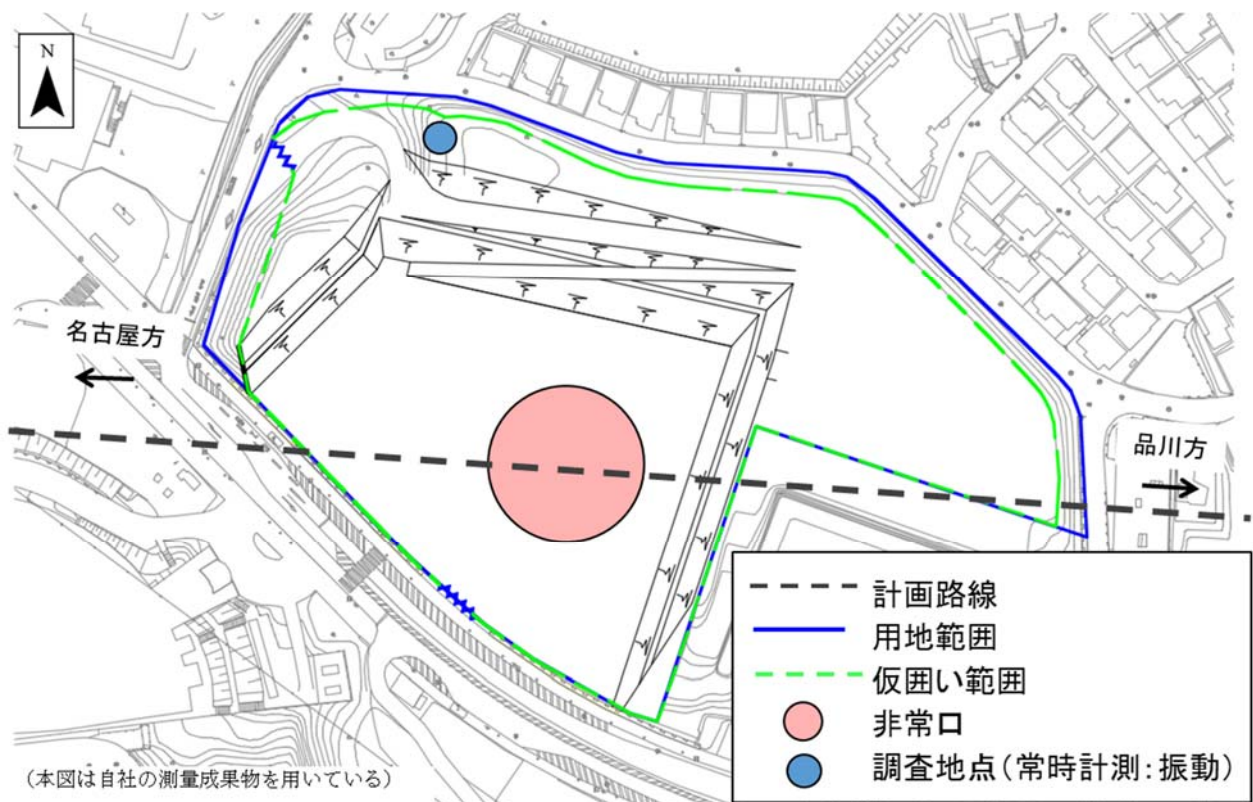 N
名古屋方
品川方
計画路線
用地範囲
仮囲い範囲
非常口
調査地点(常時計測:振動)
(本図は自社の測量成果物を用いている)